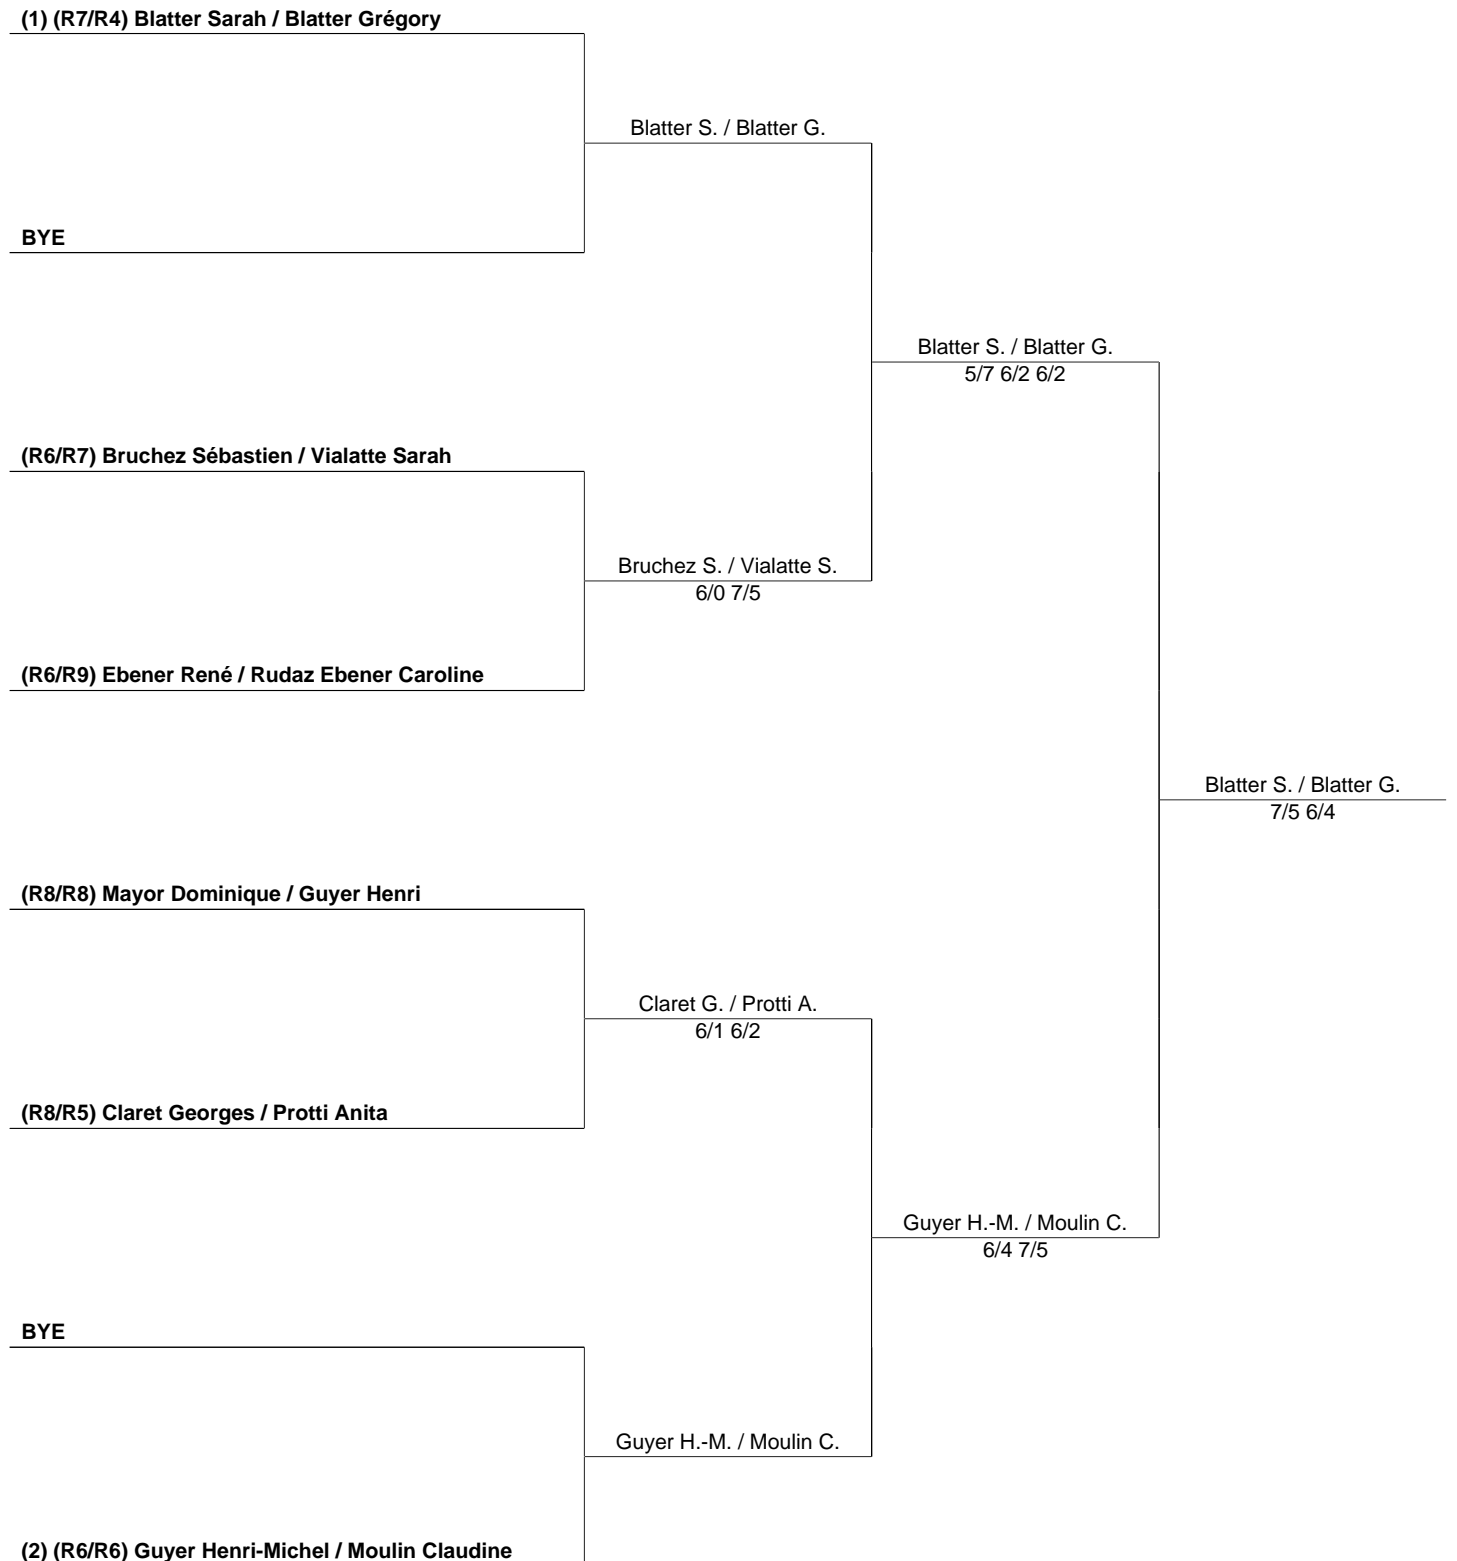 (1) (R7/R4) Blatter Sarah / Blatter Grégory
Blatter S. / Blatter G.
BYE
Blatter S. / Blatter G.
5/7 6/2 6/2
(R6/R7) Bruchez Sébastien / Vialatte Sarah
Bruchez S. / Vialatte S.
6/0 7/5
(R6/R9) Ebener René / Rudaz Ebener Caroline
Blatter S. / Blatter G.
7/5 6/4
(R8/R8) Mayor Dominique / Guyer Henri
Claret G. / Protti A.
6/1 6/2
(R8/R5) Claret Georges / Protti Anita
Guyer H.-M. / Moulin C.
6/4 7/5
BYE
Guyer H.-M. / Moulin C.
(2) (R6/R6) Guyer Henri-Michel / Moulin Claudine